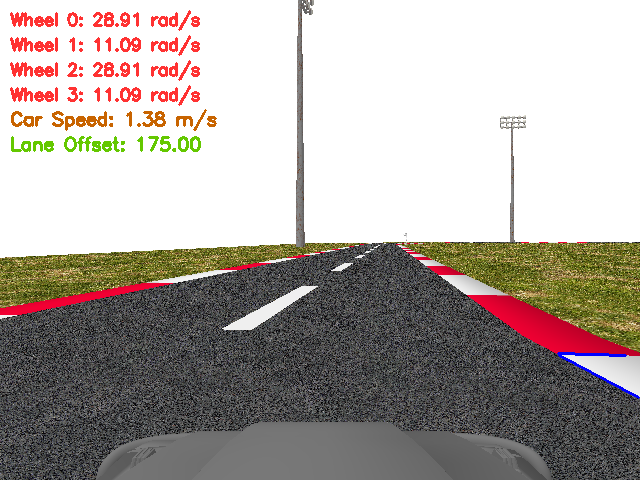 Wheel 0: 28.91 rad/s
Wheel 1: 11.09 rad/s
Wheel 2: 28.91 rad/s
Wheel 3: 11.09 rad/s
Car Speed: 1.38 m/s
Lane Offset: 175.00